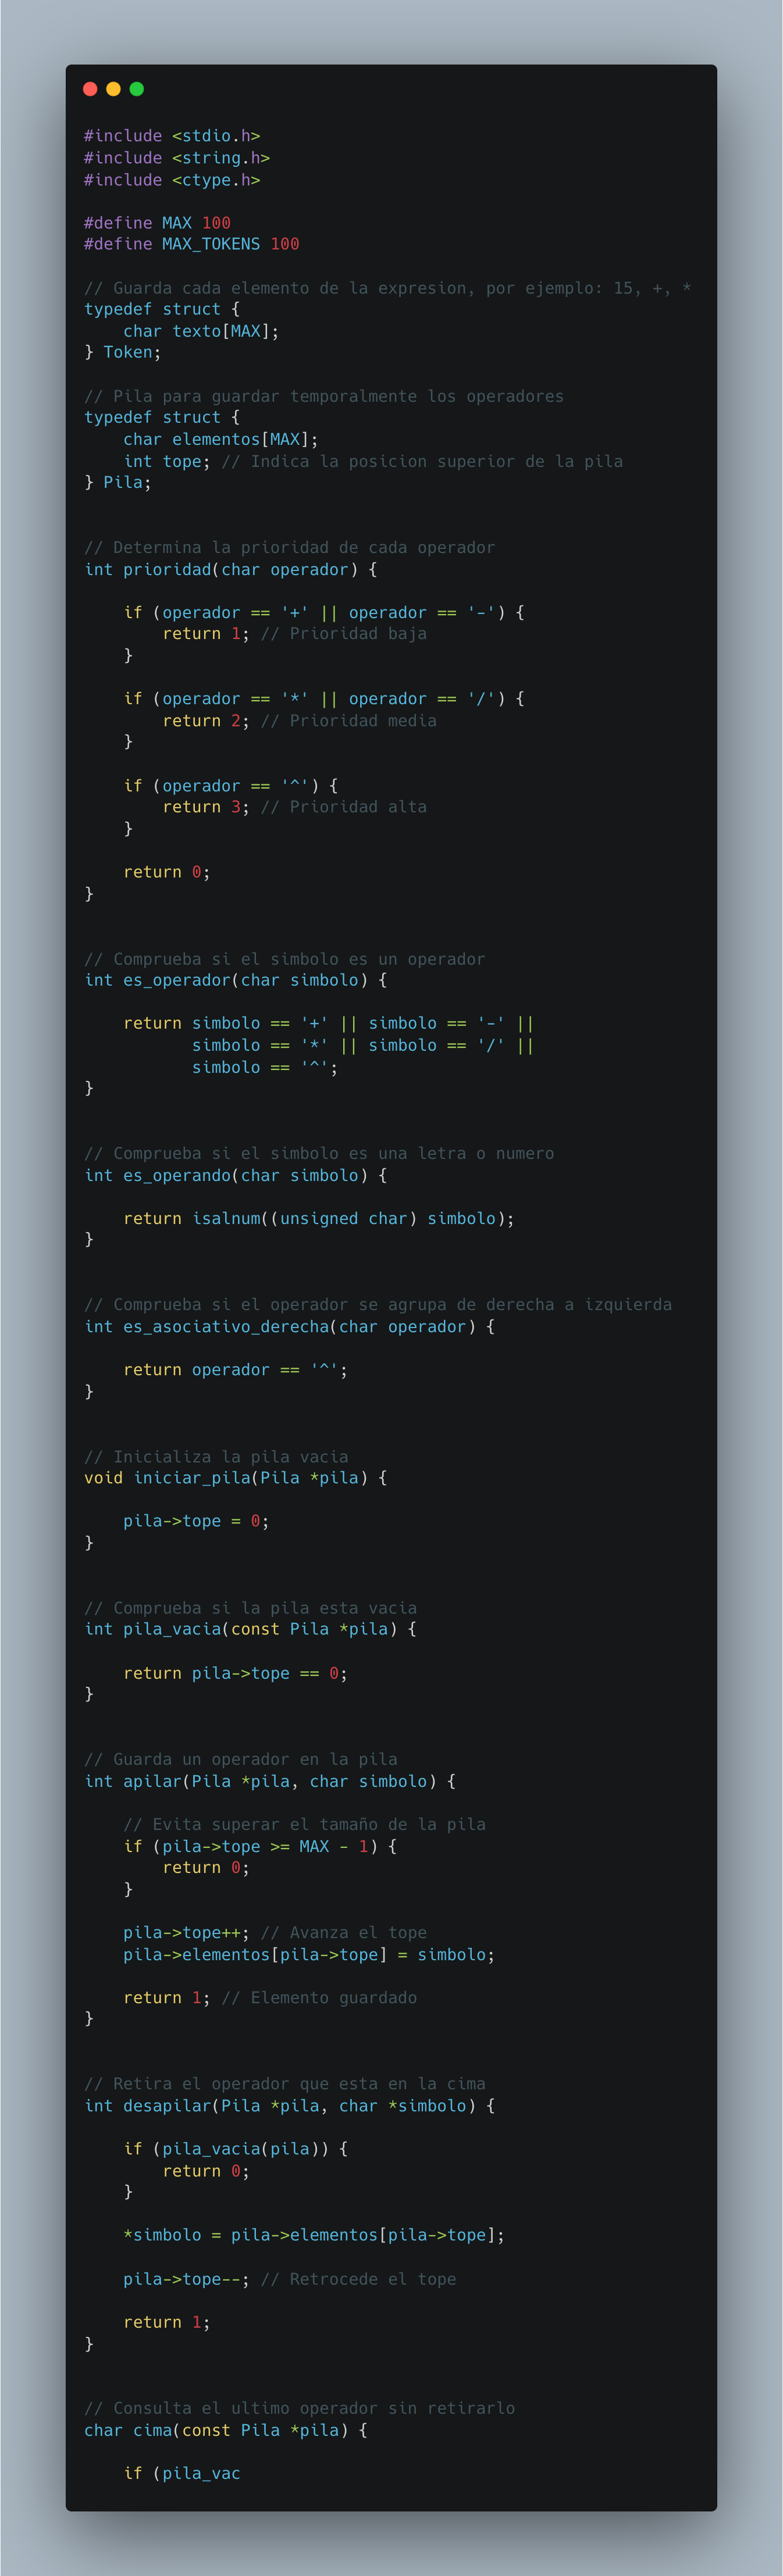 #include <stdio.h>
#include <string.h>
#include <ctype.h>

#define MAX 100
#define MAX_TOKENS 100

// Guarda cada elemento de la expresion, por ejemplo: 15, +, *
typedef struct {
    char texto[MAX];
} Token;

// Pila para guardar temporalmente los operadores
typedef struct {
    char elementos[MAX];
    int tope; // Indica la posicion superior de la pila
} Pila;


// Determina la prioridad de cada operador
int prioridad(char operador) {

    if (operador == '+' || operador == '-') {
        return 1; // Prioridad baja
    }

    if (operador == '*' || operador == '/') {
        return 2; // Prioridad media
    }

    if (operador == '^') {
        return 3; // Prioridad alta
    }

    return 0;
}


// Comprueba si el simbolo es un operador
int es_operador(char simbolo) {

    return simbolo == '+' || simbolo == '-' ||
           simbolo == '*' || simbolo == '/' ||
           simbolo == '^';
}


// Comprueba si el simbolo es una letra o numero
int es_operando(char simbolo) {

    return isalnum((unsigned char) simbolo);
}


// Comprueba si el operador se agrupa de derecha a izquierda
int es_asociativo_derecha(char operador) {

    return operador == '^';
}


// Inicializa la pila vacia
void iniciar_pila(Pila *pila) {

    pila->tope = 0;
}


// Comprueba si la pila esta vacia
int pila_vacia(const Pila *pila) {

    return pila->tope == 0;
}


// Guarda un operador en la pila
int apilar(Pila *pila, char simbolo) {

    // Evita superar el tamaño de la pila
    if (pila->tope >= MAX - 1) {
        return 0;
    }

    pila->tope++; // Avanza el tope
    pila->elementos[pila->tope] = simbolo;

    return 1; // Elemento guardado
}


// Retira el operador que esta en la cima
int desapilar(Pila *pila, char *simbolo) {

    if (pila_vacia(pila)) {
        return 0;
    }

    *simbolo = pila->elementos[pila->tope];

    pila->tope--; // Retrocede el tope

    return 1;
}


// Consulta el ultimo operador sin retirarlo
char cima(const Pila *pila) {

    if (pila_vac